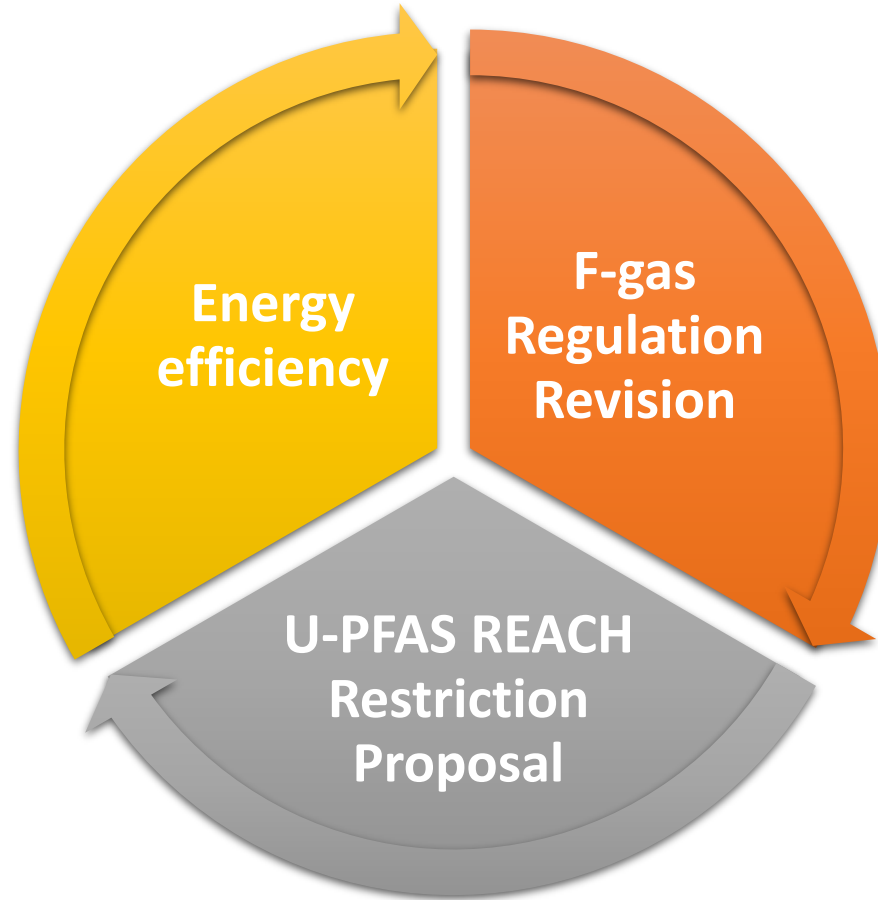 Energy
efficiency
F-gas
Regulation
Revision
U-PFAS REACH
Restriction
Proposal